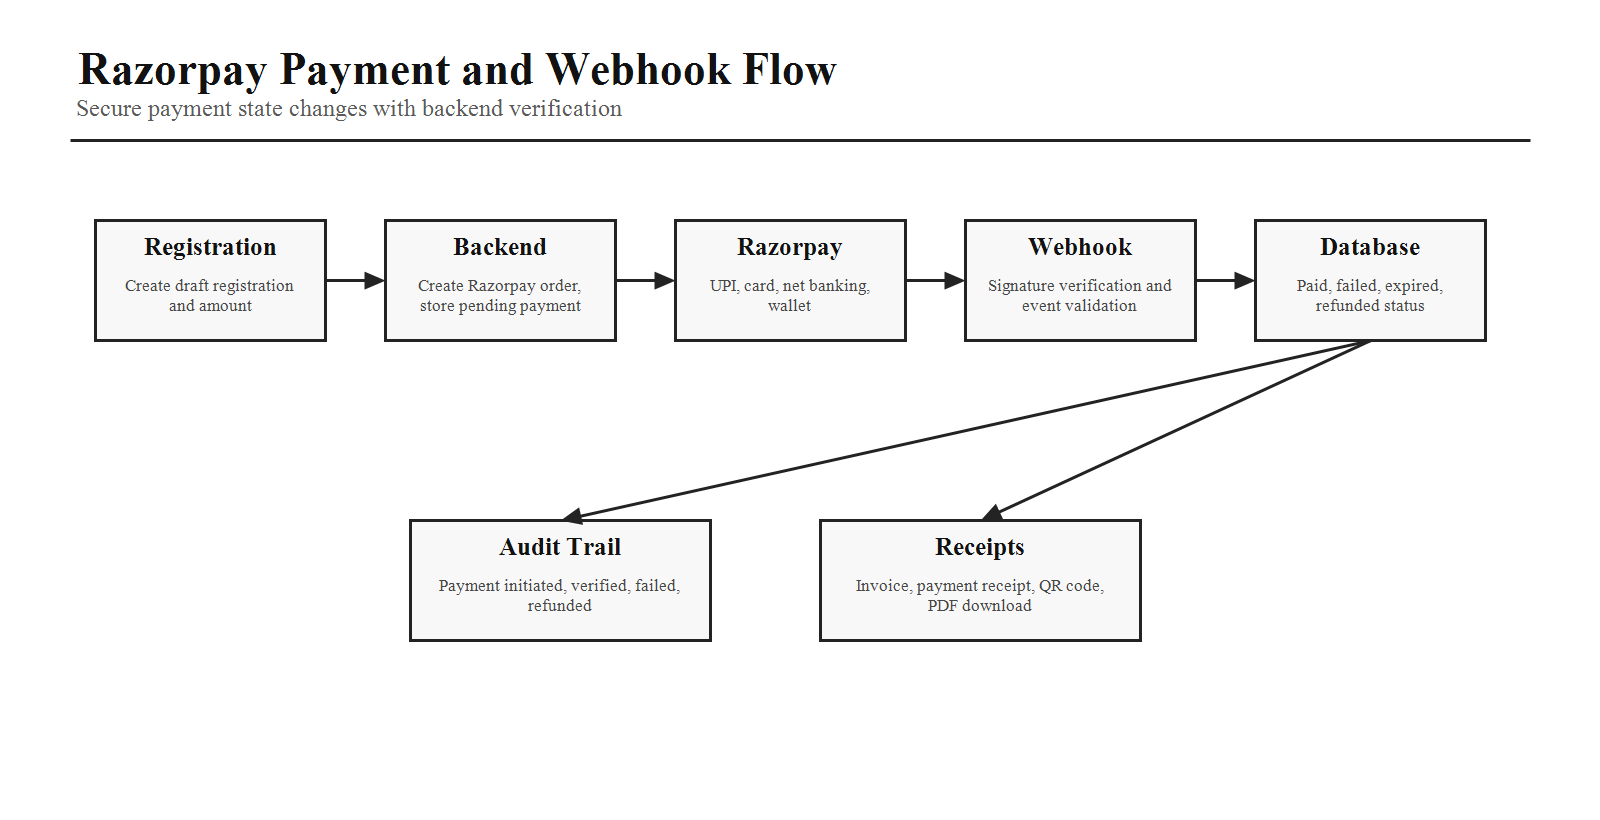 Razorpay Payment and Webhook Flow
Secure payment state changes with backend verification
Registration
Create draft registration
and amount
Backend
Create Razorpay order,
store pending payment
Razorpay
UPI, card, net banking,
wallet
Webhook
Signature verification and
event validation
Database
Paid, failed, expired,
refunded status
Audit Trail
Payment initiated, verified, failed,
refunded
Receipts
Invoice, payment receipt, QR code,
PDF download